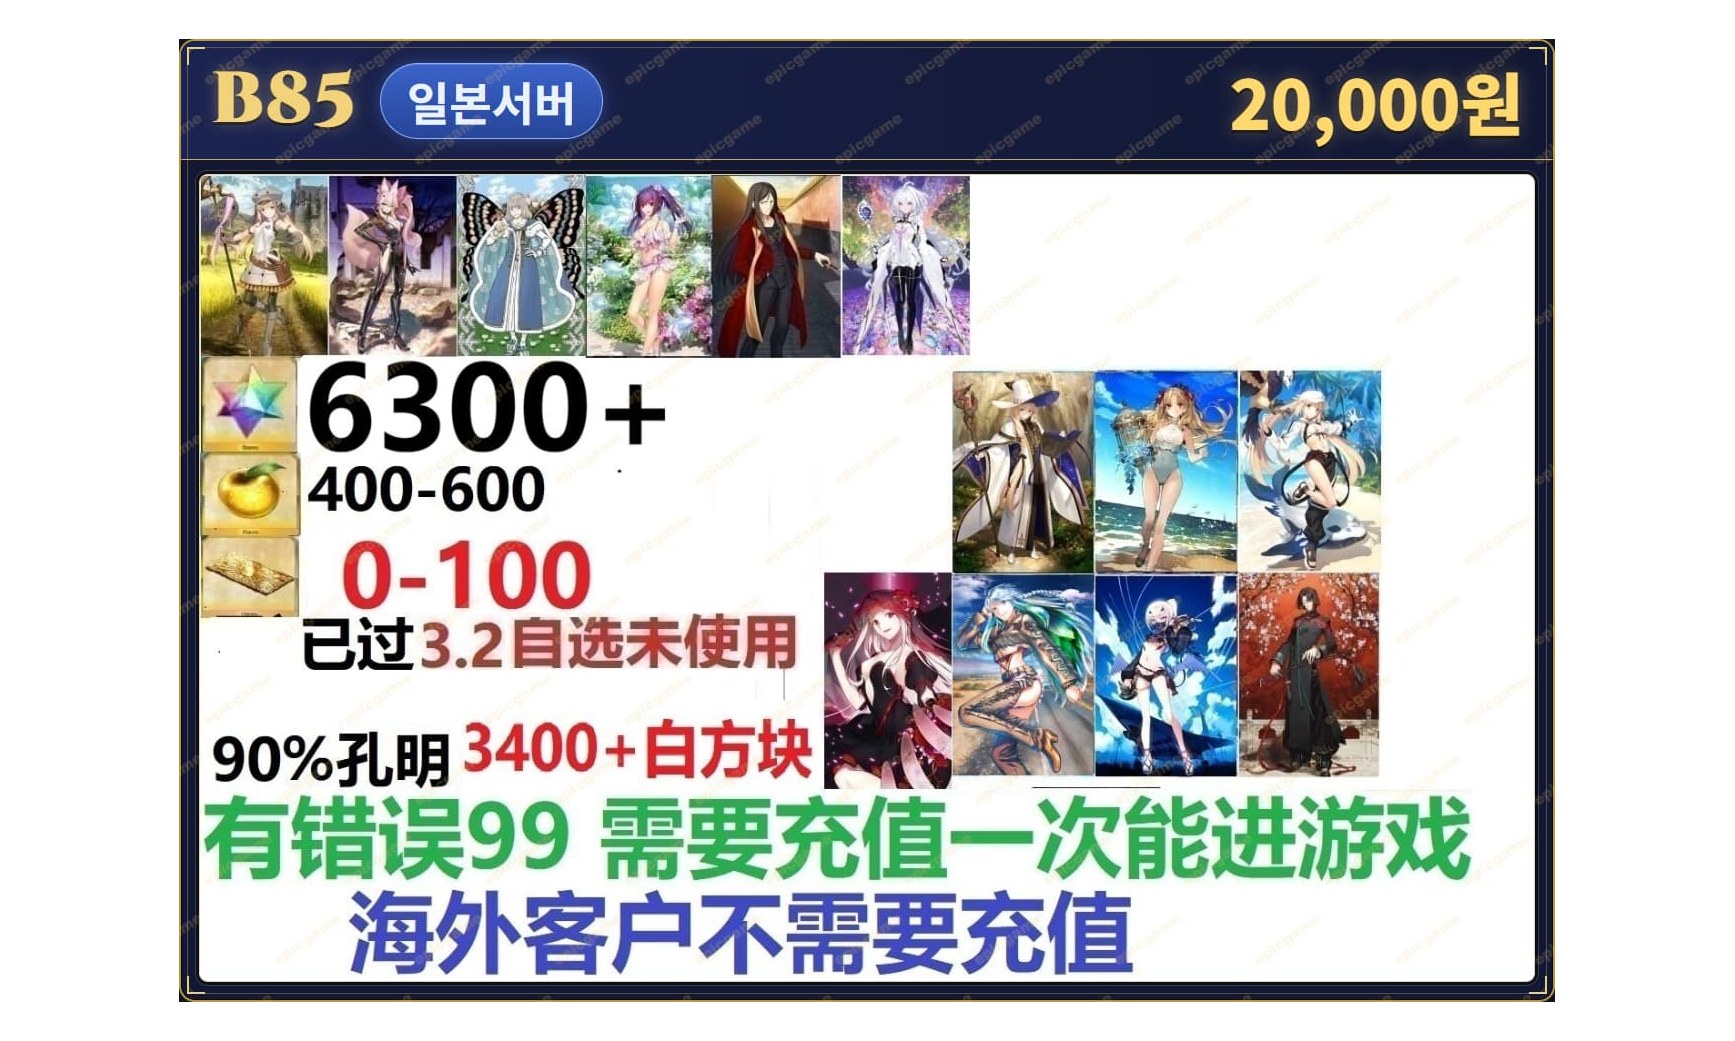 B85 일본서버 20,000원
6300+
400-600
0-100
已过3.2自选未使用
90%孔明 3400+白方块
有错误99 需要充值一次能进游戏
海外客户不需要充值
epicgame